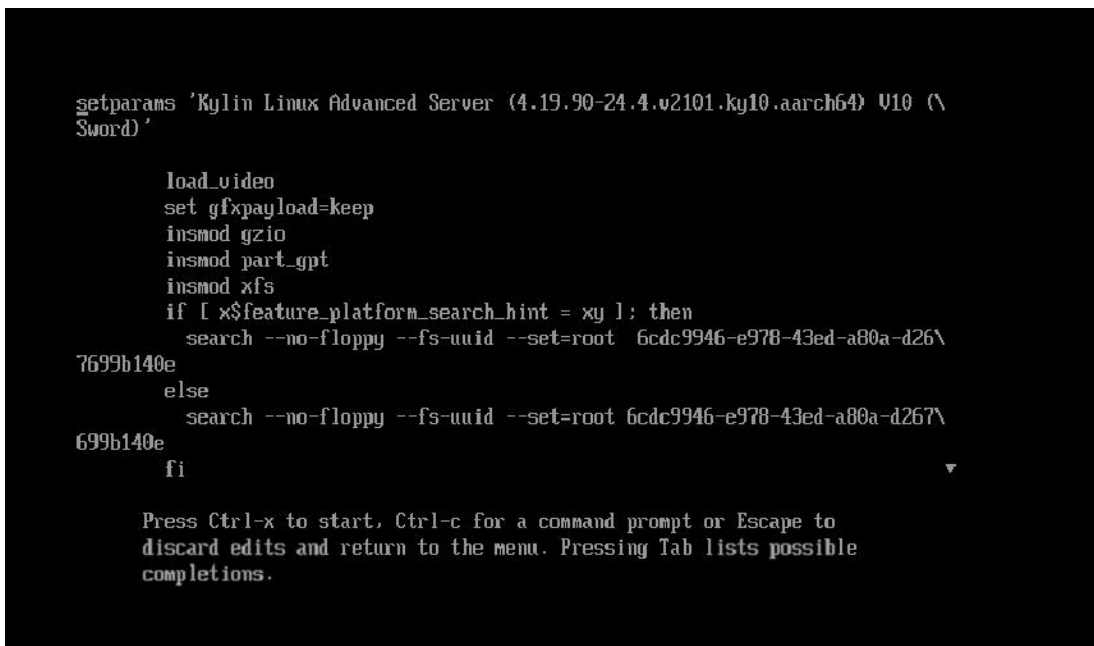 setparams 'Kylin Linux Advanced Server (4.19.90-24.4.v2101.ky10.aarch64) V10 (\
Sword)'
load_video
set gfxpayload=keep
insmod gzio
insmod part_gpt
insmod xfs
if [ x$feature_platform_search_hint = xy ]; then
search --no-floppy --fs-uuid --set=root  6cdc9946-e978-43ed-a80a-d26\
7699b140e
else
search --no-floppy --fs-uuid --set=root 6cdc9946-e978-43ed-a80a-d267\
699b140e
fi
Press Ctrl-x to start, Ctrl-c for a command prompt or Escape to
discard edits and return to the menu. Pressing Tab lists possible
completions.